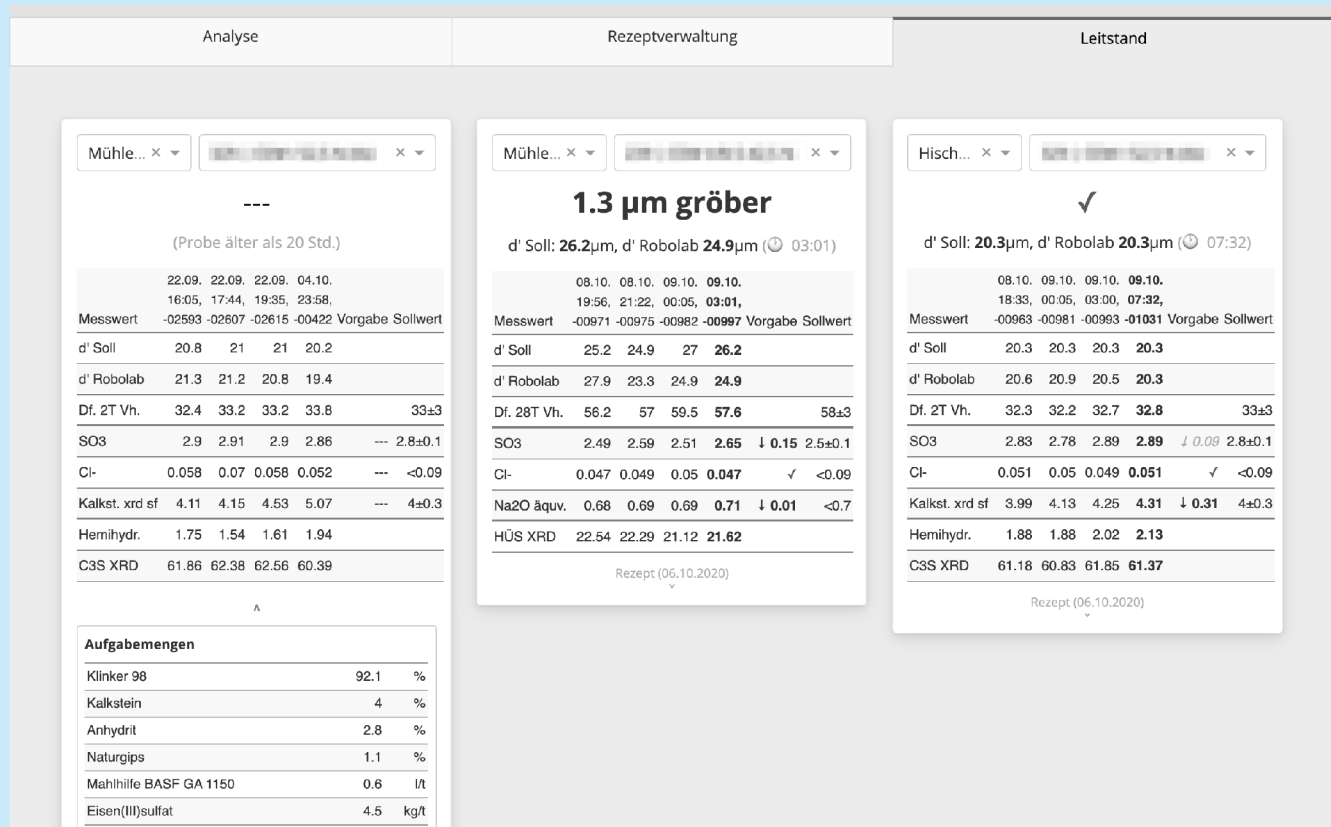 Analyse Rezeptverwaltung Leitstand
Mühle... × ×
---
(Probe älter als 20 Std.)
22.09. 22.09. 22.09. 04.10.
16:05, 17:44, 19:35, 23:58,
Messwert -02593 -02607 -02615 -00422 Vorgabe Sollwert
d' Soll 20.8 21 21 20.2
d' Robolab 21.3 21.2 20.8 19.4
Df. 2T Vh. 32.4 33.2 33.2 33.8 33±3
SO3 2.9 2.91 2.9 2.86 --- 2.8±0.1
Cl- 0.058 0.07 0.058 0.052 --- <0.09
Kalkst. xrd sf 4.11 4.15 4.53 5.07 --- 4±0.3
Hemihydr. 1.75 1.54 1.61 1.94
C3S XRD 61.86 62.38 62.56 60.39
Aufgabemengen
Klinker 98 92.1 %
Kalkstein 4 %
Anhydrit 2.8 %
Naturgips 1.1 %
Mahlhilfe BASF GA 1150 0.6 l/t
Eisen(III)sulfat 4.5 kg/t
Mühle... × ×
1.3 µm gröber
d' Soll: 26.2µm, d' Robolab 24.9µm (03:01)
08.10. 08.10. 09.10. 09.10.
19:56, 21:22, 00:05, 03:01,
Messwert -00971 -00975 -00982 -00997 Vorgabe Sollwert
d' Soll 25.2 24.9 27 26.2
d' Robolab 27.9 23.3 24.9 24.9
Df. 28T Vh. 56.2 57 59.5 57.6 58±3
SO3 2.49 2.59 2.51 2.65 ↓ 0.15 2.5±0.1
Cl- 0.047 0.049 0.05 0.047 ✓ <0.09
Na2O äquv. 0.68 0.69 0.69 0.71 ↓ 0.01 <0.7
HÜS XRD 22.54 22.29 21.12 21.62
Rezept (06.10.2020)
Hisch... × ×
✓
d' Soll: 20.3µm, d' Robolab 20.3µm (07:32)
08.10. 09.10. 09.10. 09.10.
18:33, 00:05, 03:00, 07:32,
Messwert -00963 -00981 -00993 -01031 Vorgabe Sollwert
d' Soll 20.3 20.3 20.3 20.3
d' Robolab 20.6 20.9 20.5 20.3
Df. 2T Vh. 32.3 32.2 32.7 32.8 33±3
SO3 2.83 2.78 2.89 2.89 ↓ 0.09 2.8±0.1
Cl- 0.051 0.05 0.049 0.051 ✓ <0.09
Kalkst. xrd sf 3.99 4.13 4.25 4.31 ↓ 0.31 4±0.3
Hemihydr. 1.88 1.88 2.02 2.13
C3S XRD 61.18 60.83 61.85 61.37
Rezept (06.10.2020)